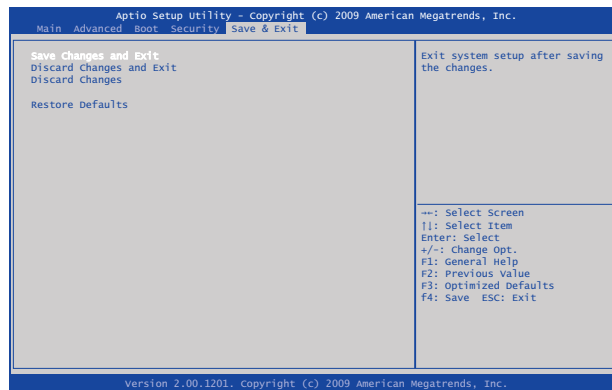 Aptio Setup Utility - Copyright (c) 2009 American Megatrends, Inc.
Main Advanced Boot Security Save & Exit
Save Changes and Exit
Discard Changes and Exit
Discard Changes
Restore Defaults
Exit system setup after saving
the changes.
→←: Select Screen
↑↓: Select Item
Enter: Select
+/-: Change Opt.
F1: General Help
F2: Previous Value
F3: Optimized Defaults
f4: Save ESC: Exit
Version 2.00.1201. Copyright (c) 2009 American Megatrends, Inc.